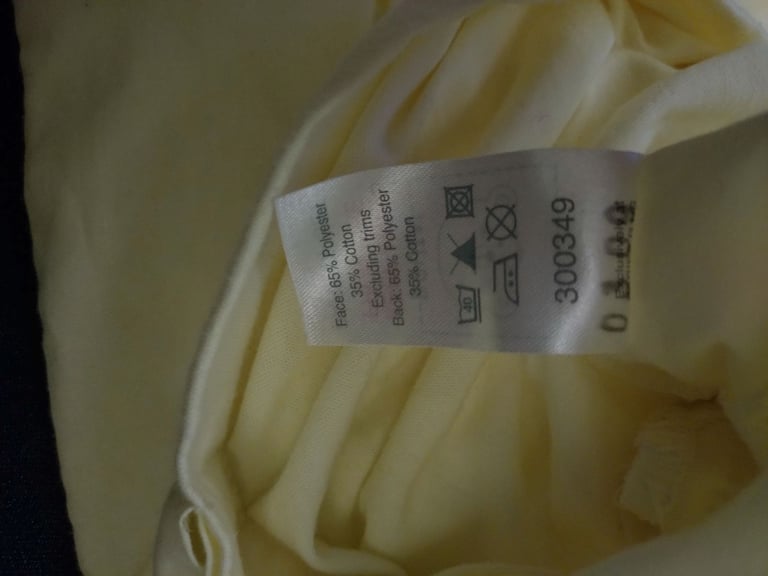 Face: 65% Polyester
35% Cotton
Excluding trims
Back: 65% Polyester
35% Cotton
40
300349